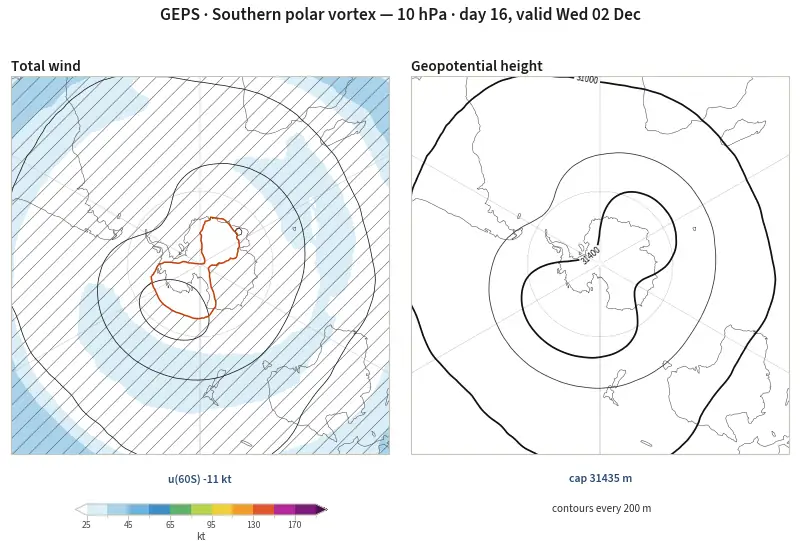 GEPS · Southern polar vortex — 10 hPa · day 16, valid Wed 02 Dec
Total wind
Geopotential height
31000
31400
u(60S) -11 kt
cap 31435 m
contours every 200 m
25 45 65 95 130 170
kt